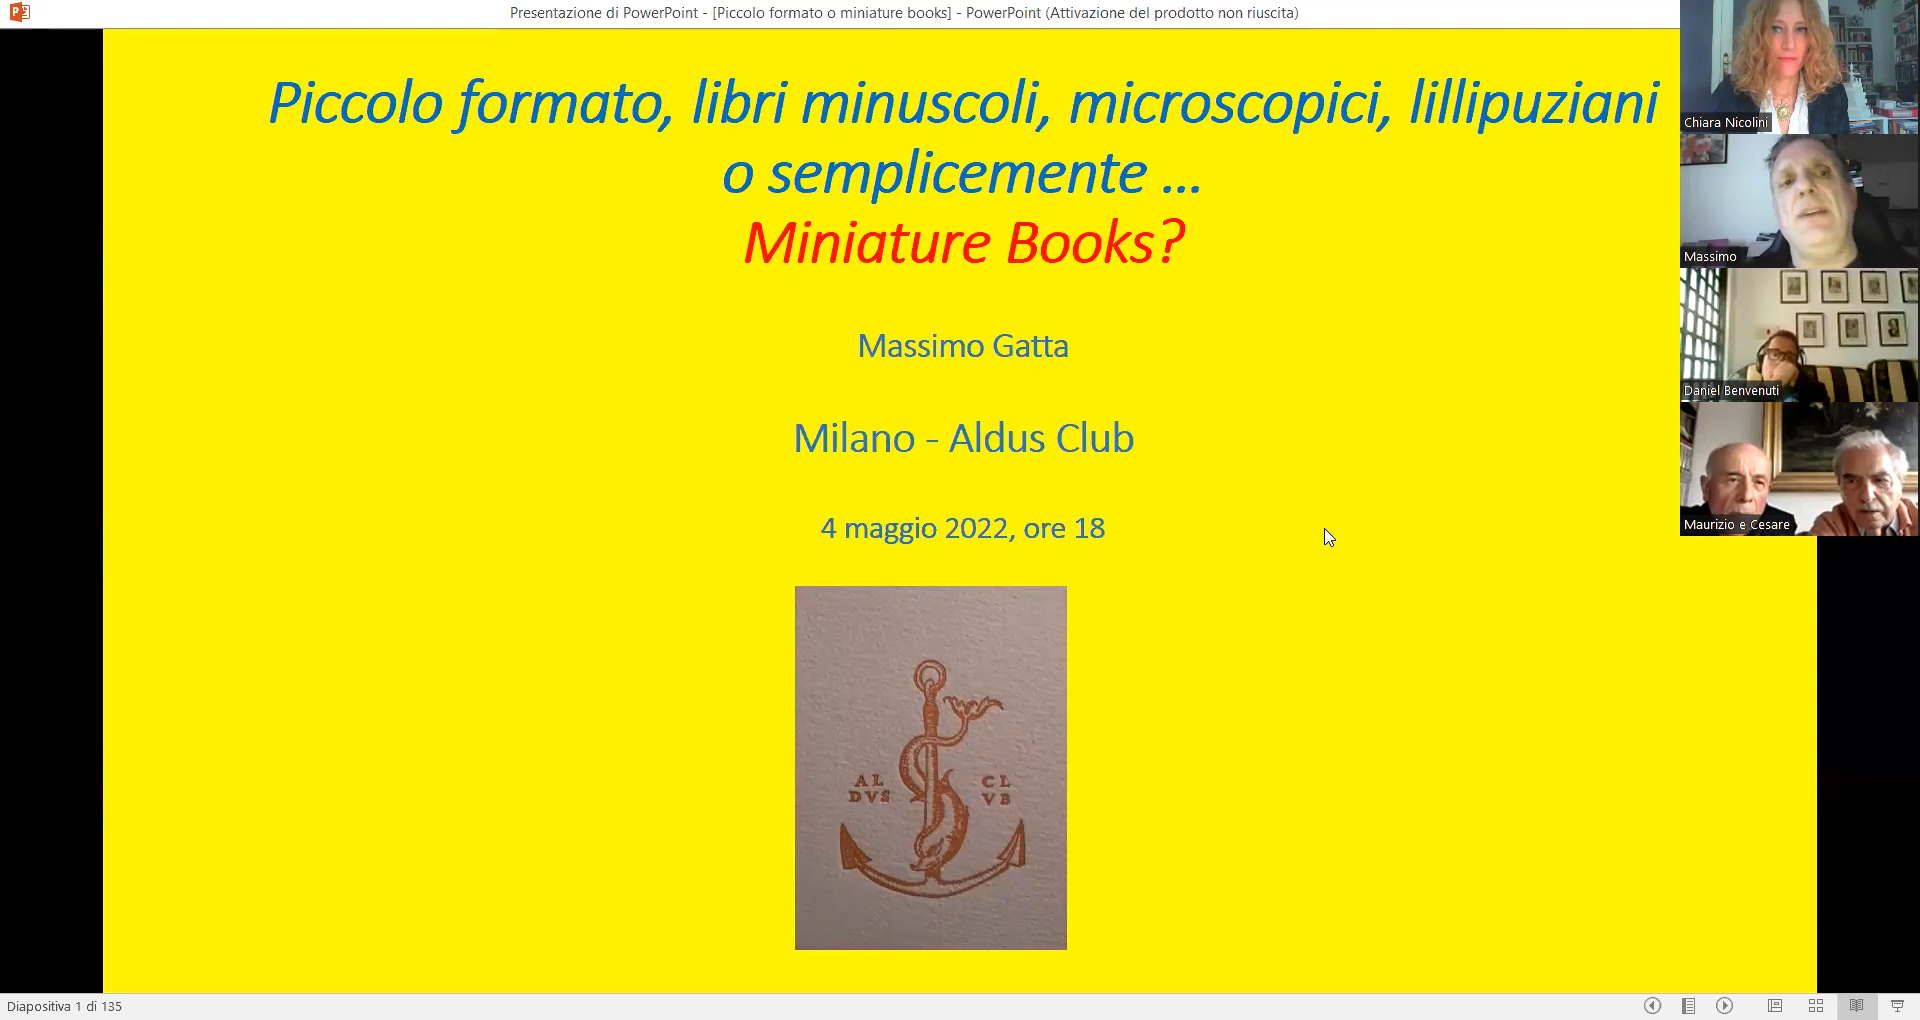 Presentazione di PowerPoint - [Piccolo formato o miniature books] - PowerPoint (Attivazione del prodotto non riuscita)
Piccolo formato, libri minuscoli, microscopici, lillipuziani
o semplicemente ...
Miniature Books?
Massimo Gatta
Milano - Aldus Club
4 maggio 2022, ore 18
AL CL
DVS VB
Chiara Nicolini
Massimo
Daniel Benvenuti
Maurizio e Cesare
Diapositiva 1 di 135